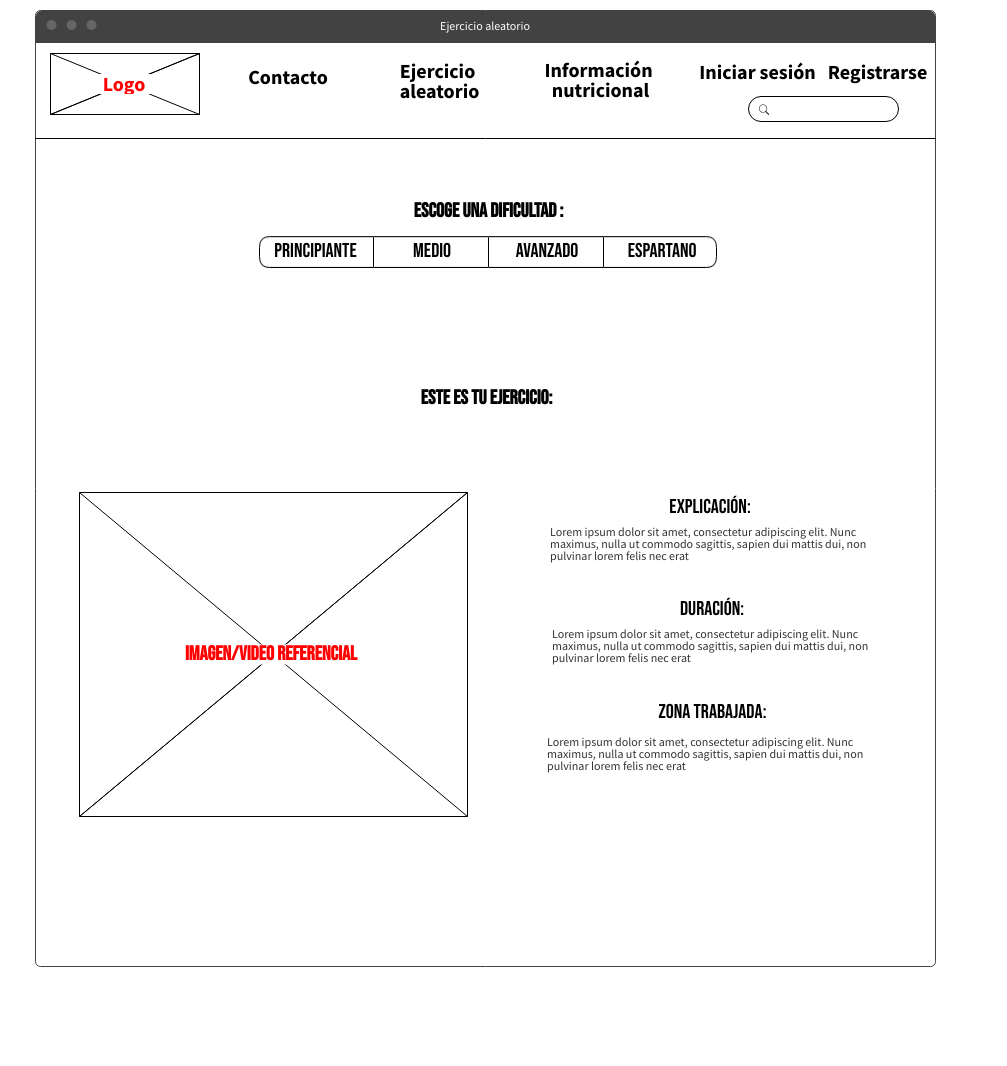 Ejercicio aleatorio
Logo
Contacto
Ejercicio
aleatorio
Información
nutricional
Iniciar sesión
Registrarse
ESCOGE UNA DIFICULTAD :
PRINCIPIANTE
MEDIO
AVANZADO
ESPARTANO
ESTE ES TU EJERCICIO:
IMAGEN/VIDEO REFERENCIAL
EXPLICACIÓN:
Lorem ipsum dolor sit amet, consectetur adipiscing elit. Nunc
maximus, nulla ut commodo sagittis, sapien dui mattis dui, non
pulvinar lorem felis nec erat
DURACIÓN:
Lorem ipsum dolor sit amet, consectetur adipiscing elit. Nunc
maximus, nulla ut commodo sagittis, sapien dui mattis dui, non
pulvinar lorem felis nec erat
ZONA TRABAJADA:
Lorem ipsum dolor sit amet, consectetur adipiscing elit. Nunc
maximus, nulla ut commodo sagittis, sapien dui mattis dui, non
pulvinar lorem felis nec erat